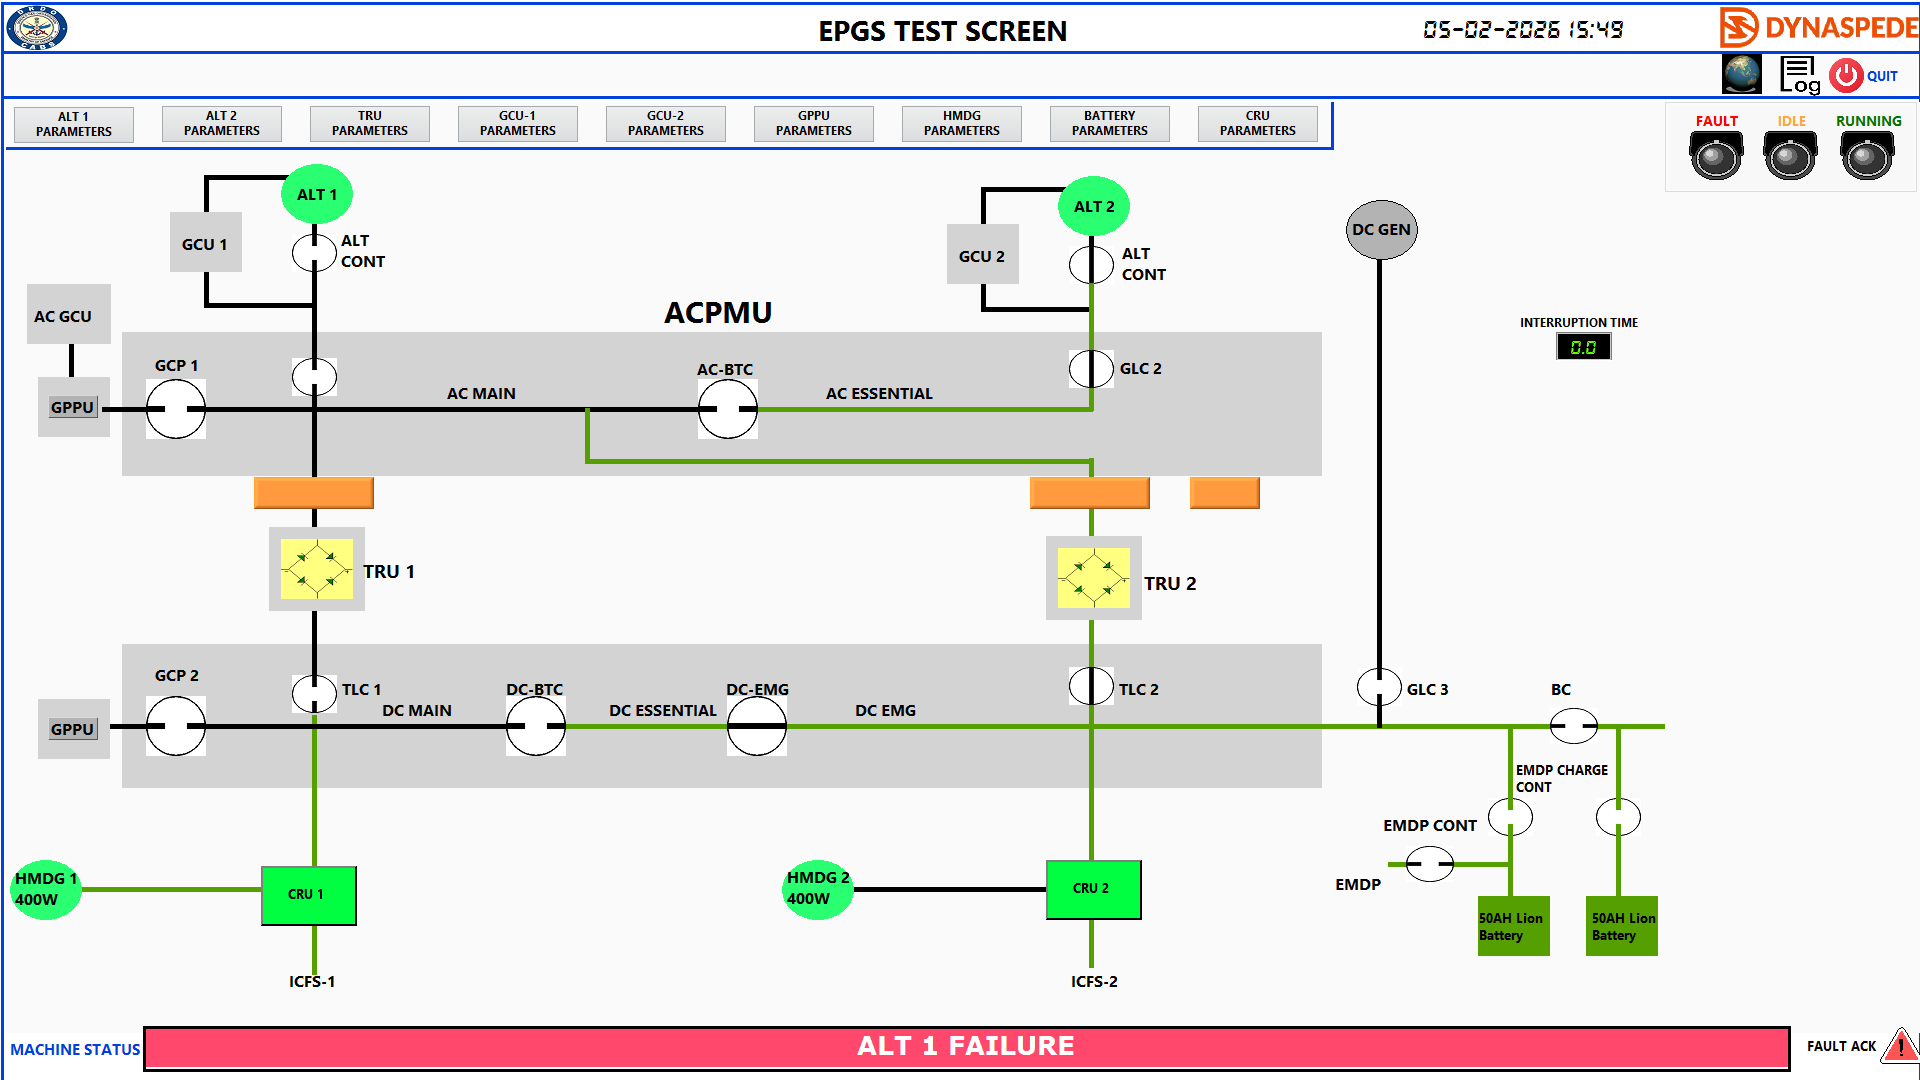 DRDO
CABS
EPGS TEST SCREEN
05-02-2026 15:49
DYNASPEDE
Log
QUIT
ALT 1
PARAMETERS
ALT 2
PARAMETERS
TRU
PARAMETERS
GCU-1
PARAMETERS
GCU-2
PARAMETERS
GPPU
PARAMETERS
HMDG
PARAMETERS
BATTERY
PARAMETERS
CRU
PARAMETERS
FAULT
IDLE
RUNNING
ALT 1
GCU 1
ALT
CONT
ALT 2
GCU 2
ALT
CONT
DC GEN
AC GCU
ACPMU
INTERRUPTION TIME
0.0
GCP 1
AC-BTC
GLC 2
AC MAIN
AC ESSENTIAL
GPPU
TRU 1
TRU 2
GCP 2
TLC 1
DC-BTC
DC-EMG
TLC 2
GLC 3
BC
DC MAIN
DC ESSENTIAL
DC EMG
GPPU
EMDP CHARGE
CONT
EMDP CONT
EMDP
HMDG 1
400W
CRU 1
HMDG 2
400W
CRU 2
50AH Lion
Battery
50AH Lion
Battery
ICFS-1
ICFS-2
MACHINE STATUS
ALT 1 FAILURE
FAULT ACK
!